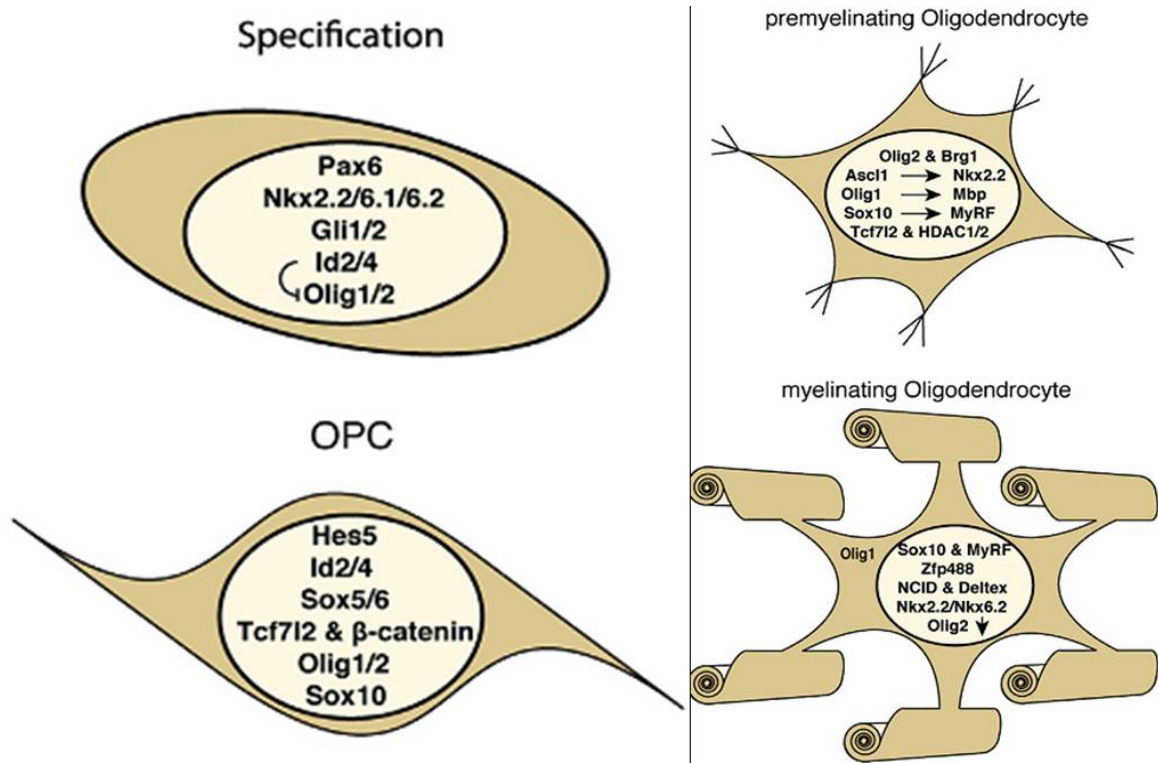 Specification
Pax6
Nkx2.2/6.1/6.2
Gli1/2
Id2/4
Olig1/2
OPC
Hes5
Id2/4
Sox5/6
Tcf7l2 & β-catenin
Olig1/2
Sox10
premyelinating Oligodendrocyte
Olig2 & Brg1
Ascl1 → Nkx2.2
Olig1 → Mbp
Sox10 → MyRF
Tcf7l2 & HDAC1/2
myelinating Oligodendrocyte
Olig1
Sox10 & MyRF
Zfp488
NCID & Deltex
Nkx2.2/Nkx6.2
Olig2 ↓